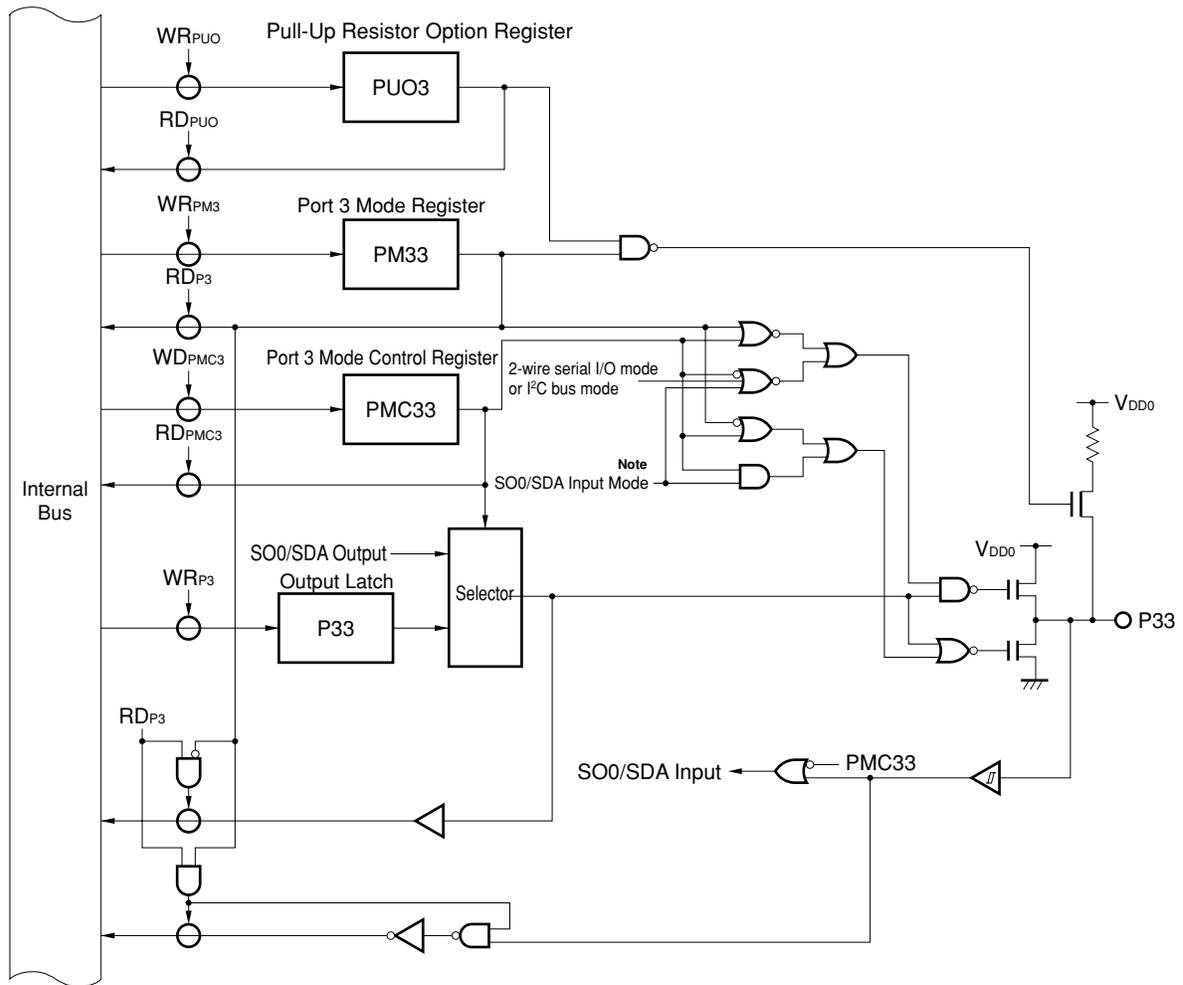 WRPUO
Pull-Up Resistor Option Register
PUO3
RDPUO
WRPM3
Port 3 Mode Register
PM33
RDP3
WDPMC3
Port 3 Mode Control Register
2-wire serial I/O mode
or I²C bus mode
PMC33
RDPMC3
Note
SO0/SDA Input Mode
VDD0
Internal
Bus
SO0/SDA Output
VDD0
WRP3
Output Latch
Selector
P33
P33
RDP3
SO0/SDA Input
PMC33